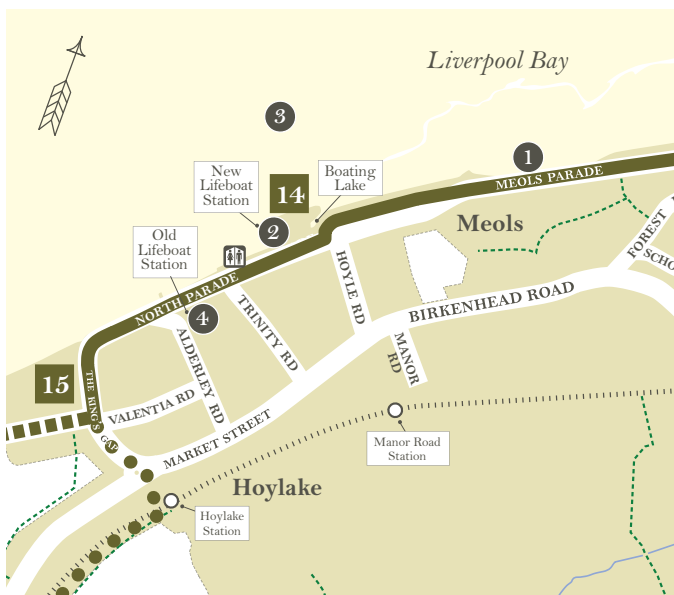 Liverpool Bay
3
1
MEOLS PARADE
New
Lifeboat
Station
14
Boating
Lake
2
Meols
FOREST
SCHO
Old
Lifeboat
Station
HOYLE RD
NORTH PARADE
4
TRINITY RD
BIRKENHEAD ROAD
ALDERLEY RD
MANOR
RD
15
THE KING'S
GAP
VALENTIA RD
MARKET STREET
Manor Road
Station
Hoylake
Hoylake
Station